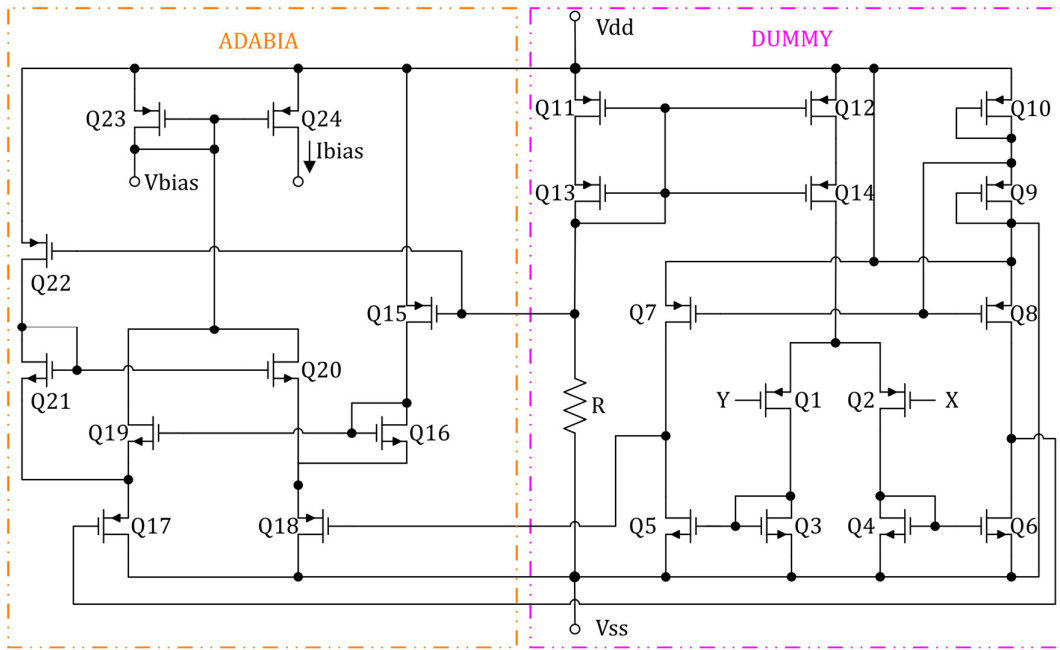 Vdd
ADABIA
DUMMY
Q23
Q24
Q11
Q12
Q10
Ibias
Vbias
Q13
Q14
Q9
Q22
Q15
Q7
Q8
Q21
Q20
Y
Q1
Q2
X
R
Q19
Q16
Q17
Q18
Q5
Q3
Q4
Q6
Vss